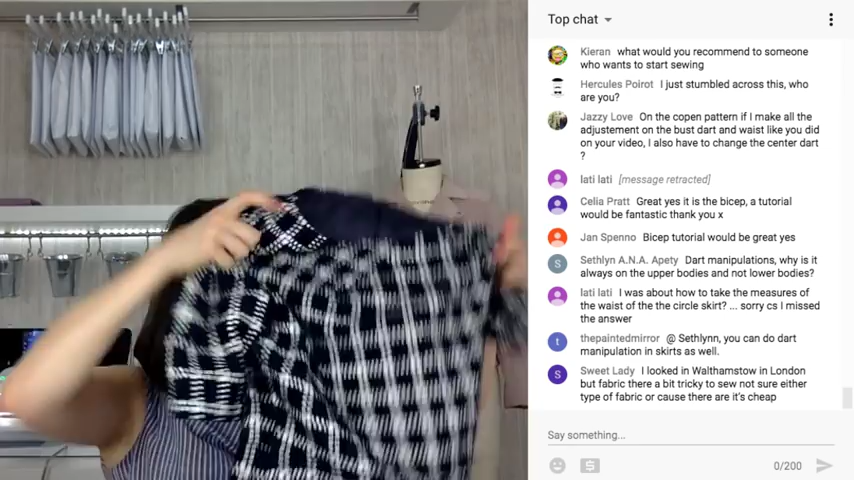 Top chat
Kieran what would you recommend to someone
who wants to start sewing
Hercules Poirot I just stumbled across this, who
are you?
Jazzy Love On the copen pattern if I make all the
adjustement on the bust dart and waist like you did
on your video, I also have to change the center dart
?
lati lati [message retracted]
Celia Pratt Great yes it is the bicep, a tutorial
would be fantastic thank you x
Jan Spenno Bicep tutorial would be great yes
S
Sethlyn A.N.A. Apety Dart manipulations, why is it
always on the upper bodies and not lower bodies?
lati lati I was about how to take the measures of
the waist of the the circle skirt? ... sorry cs I missed
the answer
t
thepaintedmirror @ Sethlynn, you can do dart
manipulation in skirts as well.
S
Sweet Lady I looked in Walthamstow in London
but fabric there a bit tricky to sew not sure either
type of fabric or cause there are it's cheap
Say something...
0/200